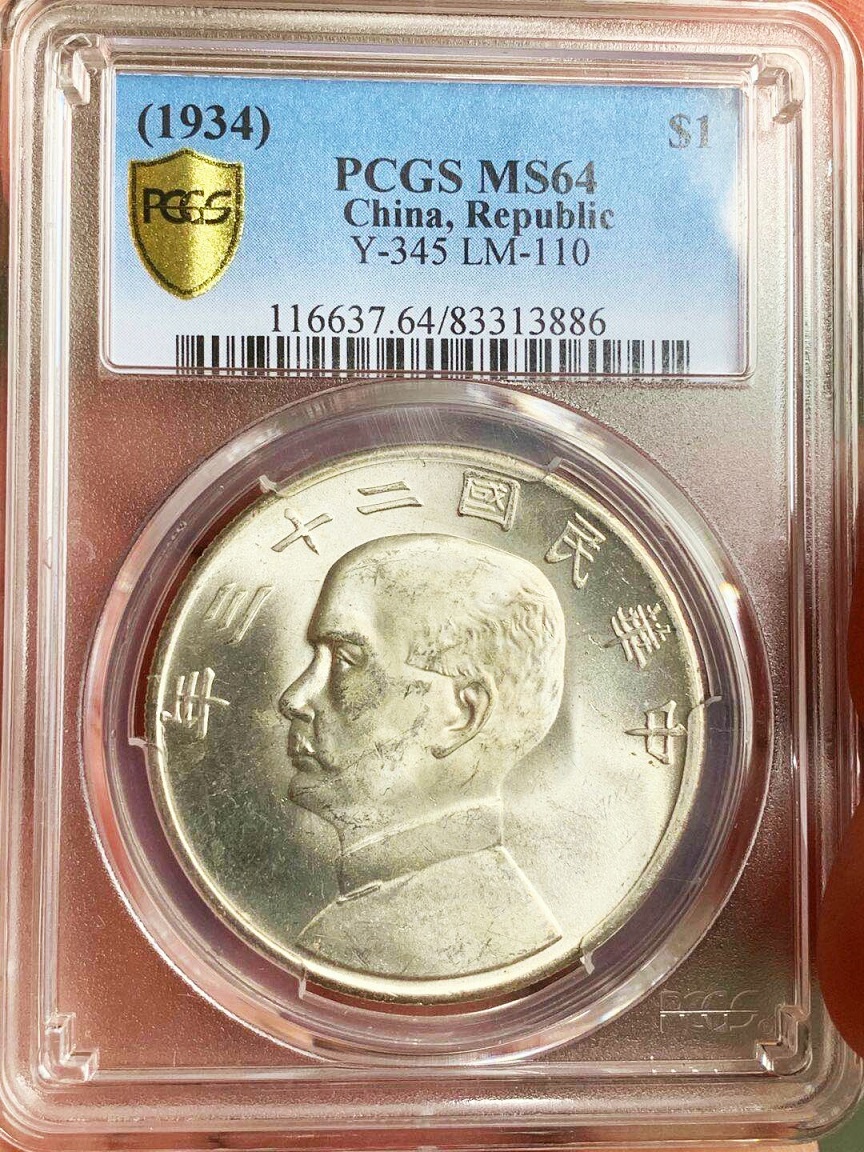 (1934) $1
PCGS
PCGS MS64
China, Republic
Y-345 LM-110
116637.64/83313886
中華民國二十三年
PCGS